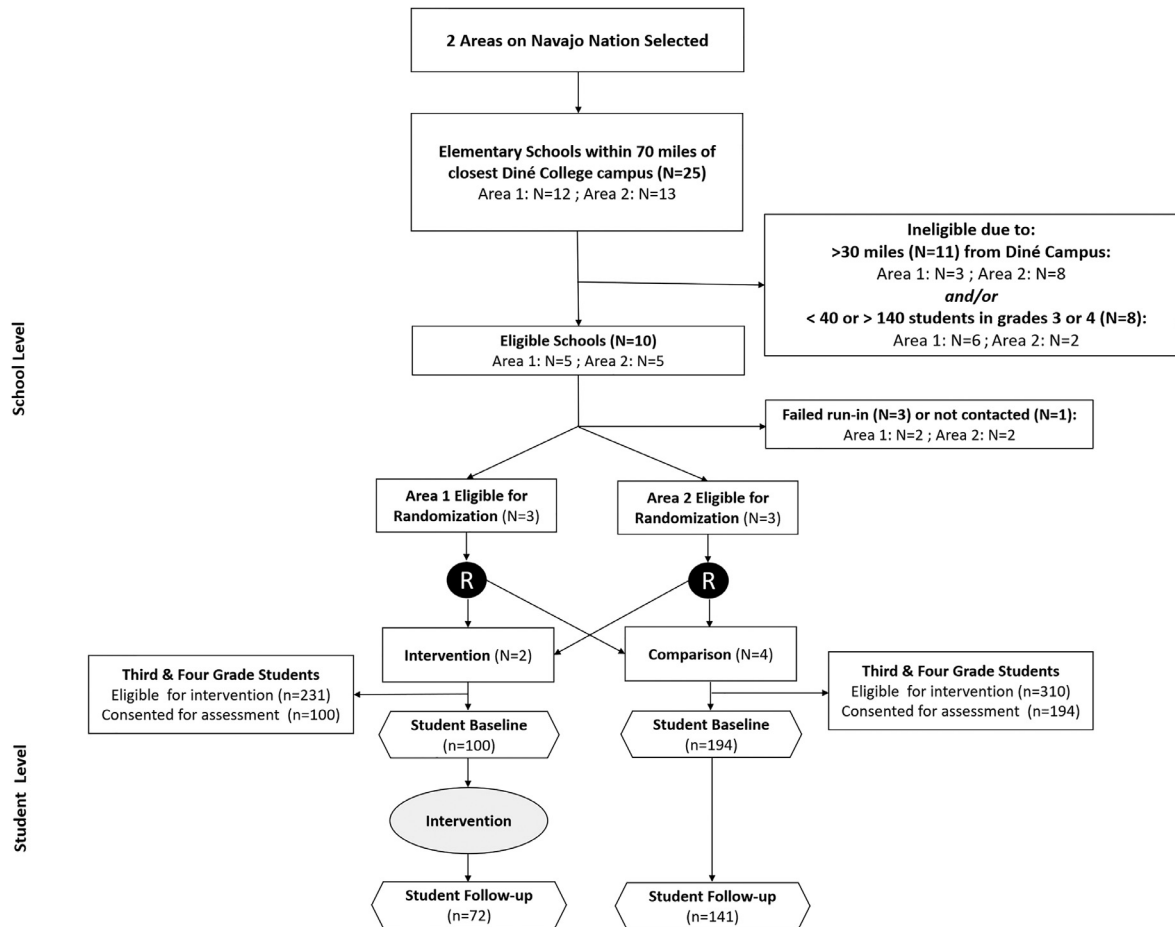 2 Areas on Navajo Nation Selected
Elementary Schools within 70 miles of
closest Diné College campus (N=25)
Area 1: N=12 ; Area 2: N=13
Ineligible due to:
>30 miles (N=11) from Diné Campus:
Area 1: N=3 ; Area 2: N=8
and/or
< 40 or > 140 students in grades 3 or 4 (N=8):
Area 1: N=6 ; Area 2: N=2
School Level
Eligible Schools (N=10)
Area 1: N=5 ; Area 2: N=5
Failed run-in (N=3) or not contacted (N=1):
Area 1: N=2 ; Area 2: N=2
Area 1 Eligible for
Randomization (N=3)
Area 2 Eligible for
Randomization (N=3)
R
R
Intervention (N=2)
Comparison (N=4)
Third & Four Grade Students
Eligible for intervention (n=231)
Consented for assessment (n=100)
Third & Four Grade Students
Eligible for intervention (n=310)
Consented for assessment (n=194)
Student Level
Student Baseline
(n=100)
Student Baseline
(n=194)
Intervention
Student Follow-up
(n=72)
Student Follow-up
(n=141)